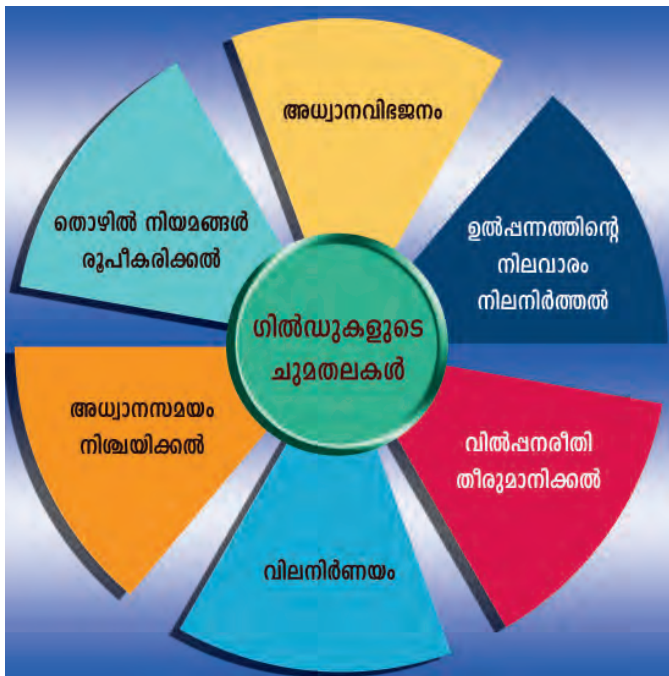 ഗിൽഡുകളുടെ
ചുമതലകൾ
അധ്വാനവിഭജനം
ഉൽപ്പന്നത്തിന്റെ
നിലവാരം
നിലനിർത്തൽ
വിൽപ്പനരീതി
തീരുമാനിക്കൽ
വിലനിർണയം
അധ്വാനസമയം
നിശ്ചയിക്കൽ
തൊഴിൽ നിയമങ്ങൾ
രൂപീകരിക്കൽ